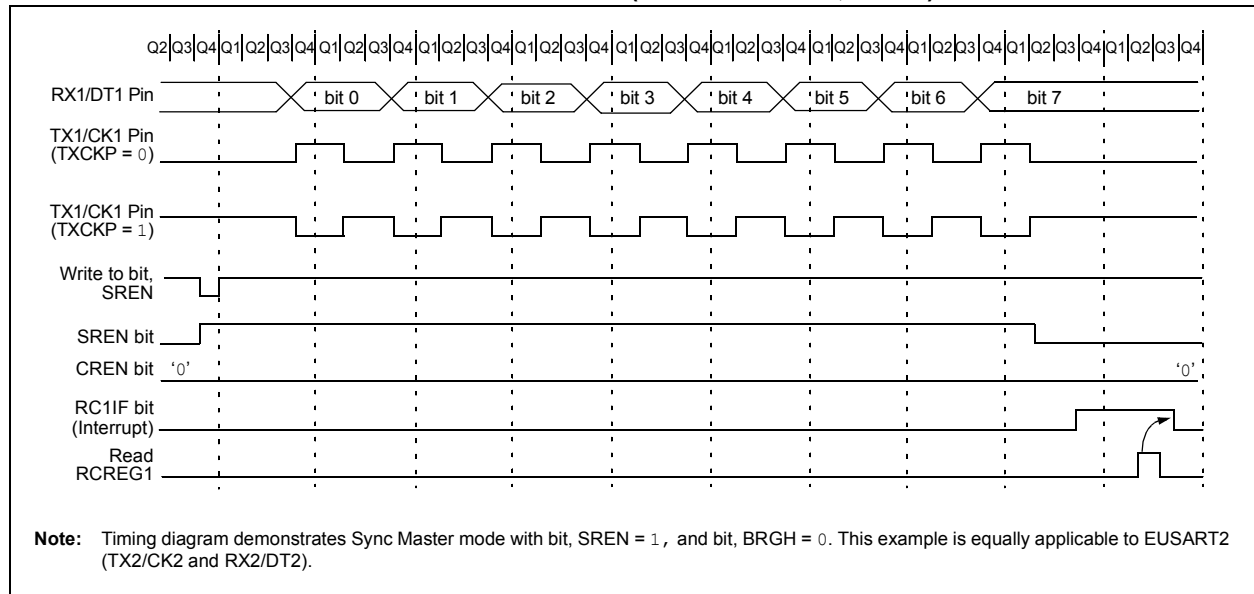 Q2 Q3 Q4 Q1 Q2 Q3 Q4 Q1 Q2 Q3 Q4 Q1 Q2 Q3 Q4 Q1 Q2 Q3 Q4 Q1 Q2 Q3 Q4 Q1 Q2 Q3 Q4 Q1 Q2 Q3 Q4 Q1 Q2 Q3 Q4 Q1 Q2 Q3 Q4 Q1 Q2 Q3 Q4
RX1/DT1 Pin bit 0 bit 1 bit 2 bit 3 bit 4 bit 5 bit 6 bit 7
TX1/CK1 Pin
(TXCKP = 0)
TX1/CK1 Pin
(TXCKP = 1)
Write to bit,
SREN
SREN bit
CREN bit ‘0’ ‘0’
RC1IF bit
(Interrupt)
Read
RCREG1
Note: Timing diagram demonstrates Sync Master mode with bit, SREN = 1, and bit, BRGH = 0. This example is equally applicable to EUSART2
(TX2/CK2 and RX2/DT2).